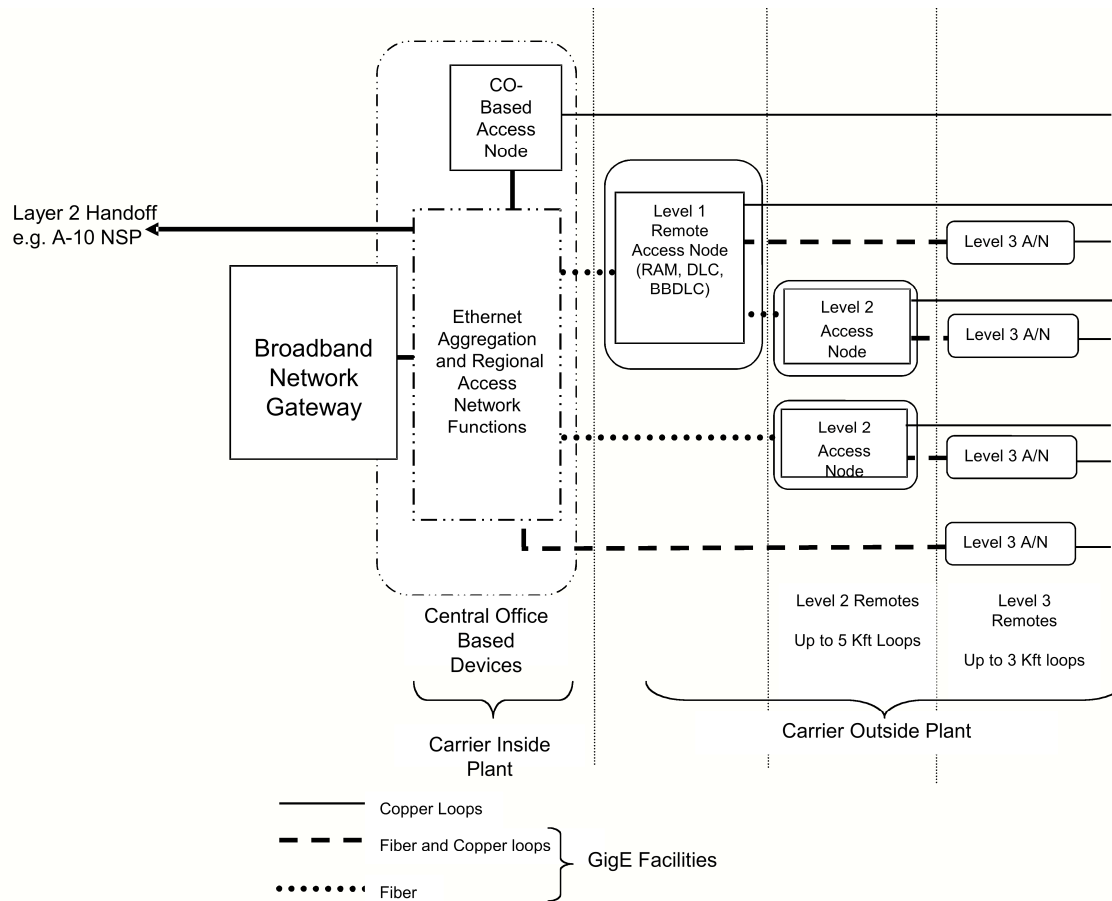 CO-
Based
Access
Node
Layer 2 Handoff
e.g. A-10 NSP
Level 1
Remote
Access Node
(RAM, DLC,
BBDLC)
Level 3 A/N
Level 2
Access
Node
Level 3 A/N
Broadband
Network
Gateway
Ethernet
Aggregation
and Regional
Access
Network
Functions
Level 2
Access
Node
Level 3 A/N
Level 3 A/N
Central Office
Based
Devices
Level 2 Remotes
Up to 5 Kft Loops
Level 3
Remotes
Up to 3 Kft loops
Carrier Inside
Plant
Carrier Outside Plant
Copper Loops
Fiber and Copper loops
GigE Facilities
Fiber